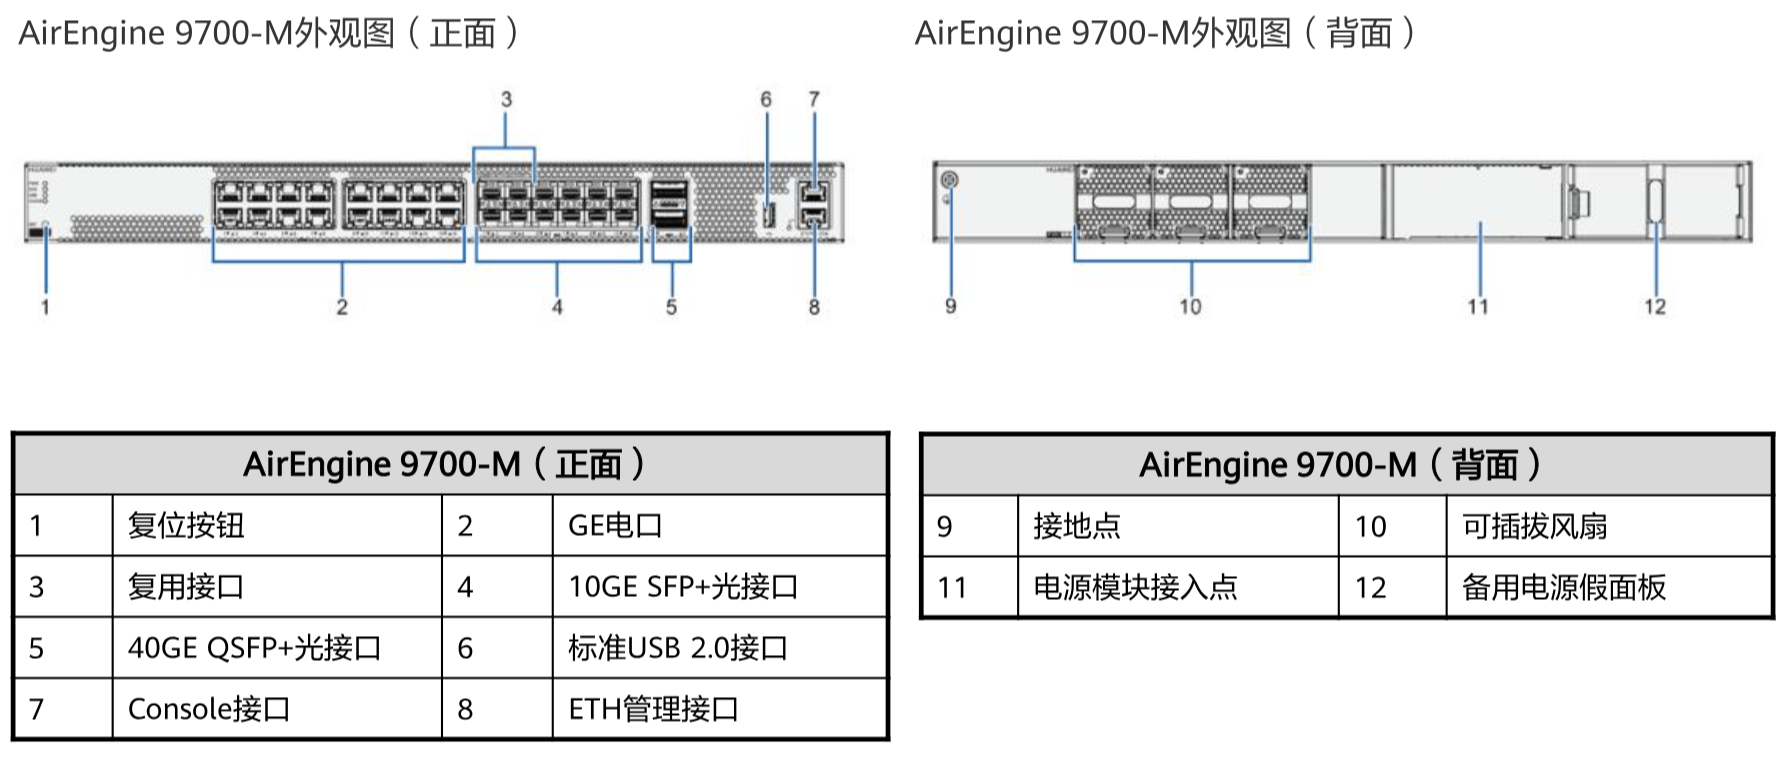 AirEngine 9700-M外观图（正面）
3
6
7
HUAWEI
1
2
4
5
8
AirEngine 9700-M外观图（背面）
HUAWEI
9
10
11
12
AirEngine 9700-M（正面）
1 复位按钮 2 GE电口
3 复用接口 4 10GE SFP+光接口
5 40GE QSFP+光接口 6 标准USB 2.0接口
7 Console接口 8 ETH管理接口
AirEngine 9700-M（背面）
9 接地点 10 可插拔风扇
11 电源模块接入点 12 备用电源假面板